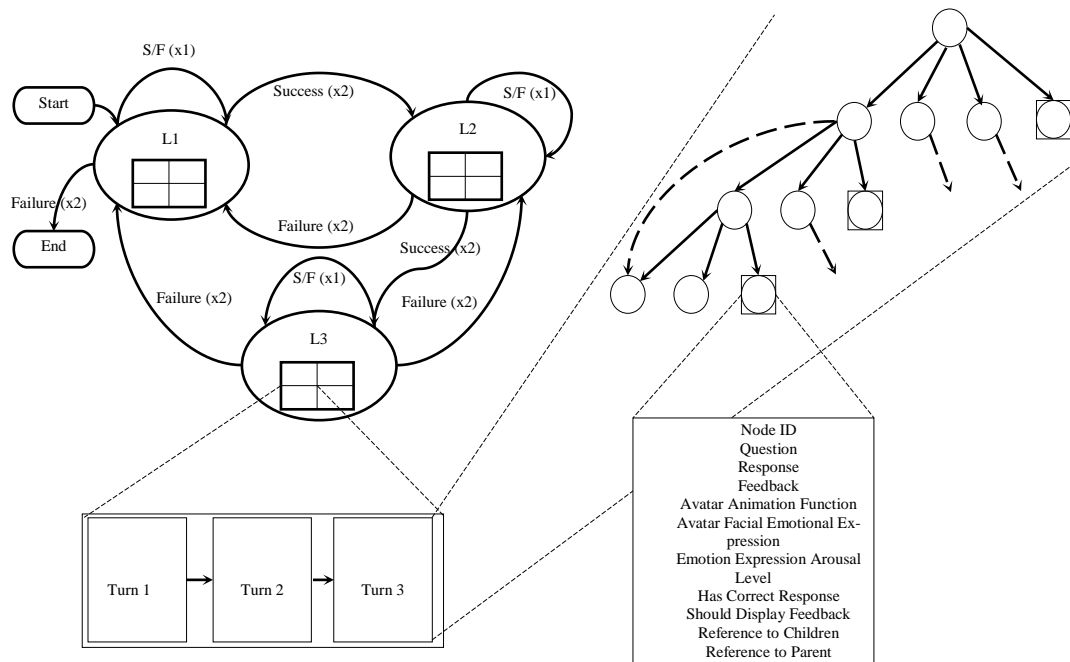 S/F (x1)
Start
Success (x2)
S/F (x1)
L1
L2
Failure (x2)
End
Failure (x2)
Success (x2)
S/F (x1)
Failure (x2)
Failure (x2)
L3
Turn 1
Turn 2
Turn 3
Node ID
Question
Response
Feedback
Avatar Animation Function
Avatar Facial Emotional Ex-
pression
Emotion Expression Arousal
Level
Has Correct Response
Should Display Feedback
Reference to Children
Reference to Parent